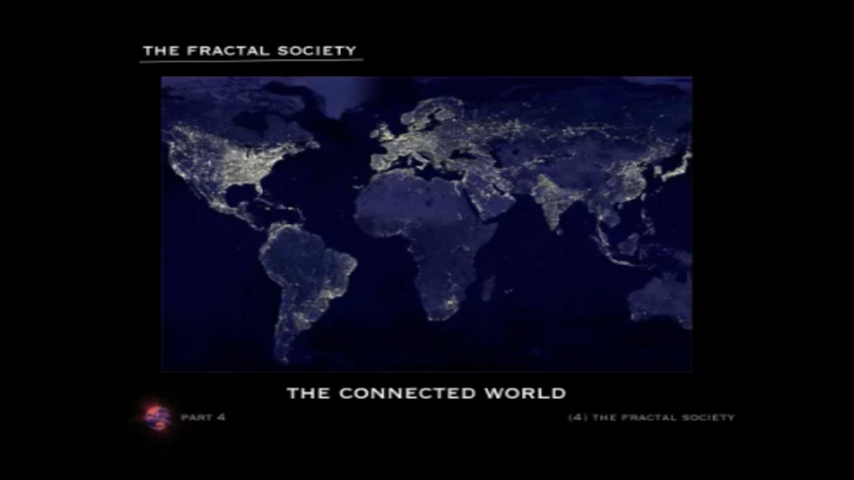 THE FRACTAL SOCIETY
THE CONNECTED WORLD
PART 4
(4) THE FRACTAL SOCIETY